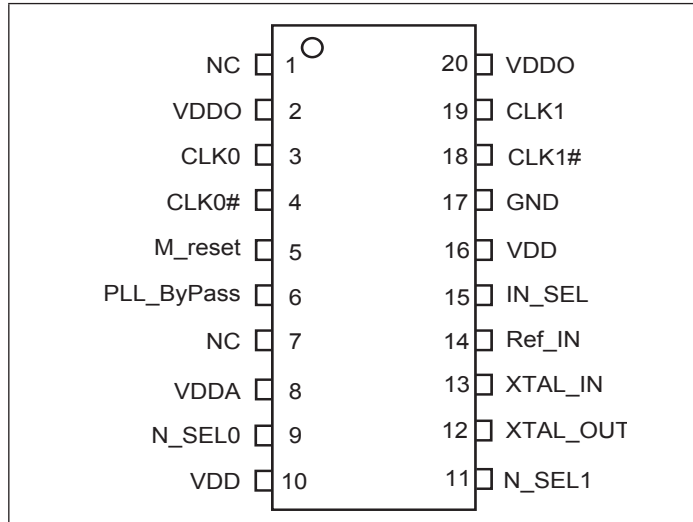 NC 1 20 VDDO
VDDO 2 19 CLK1
CLK0 3 18 CLK1#
CLK0# 4 17 GND
M_reset 5 16 VDD
PLL_ByPass 6 15 IN_SEL
NC 7 14 Ref_IN
VDDA 8 13 XTAL_IN
N_SEL0 9 12 XTAL_OUT
VDD 10 11 N_SEL1